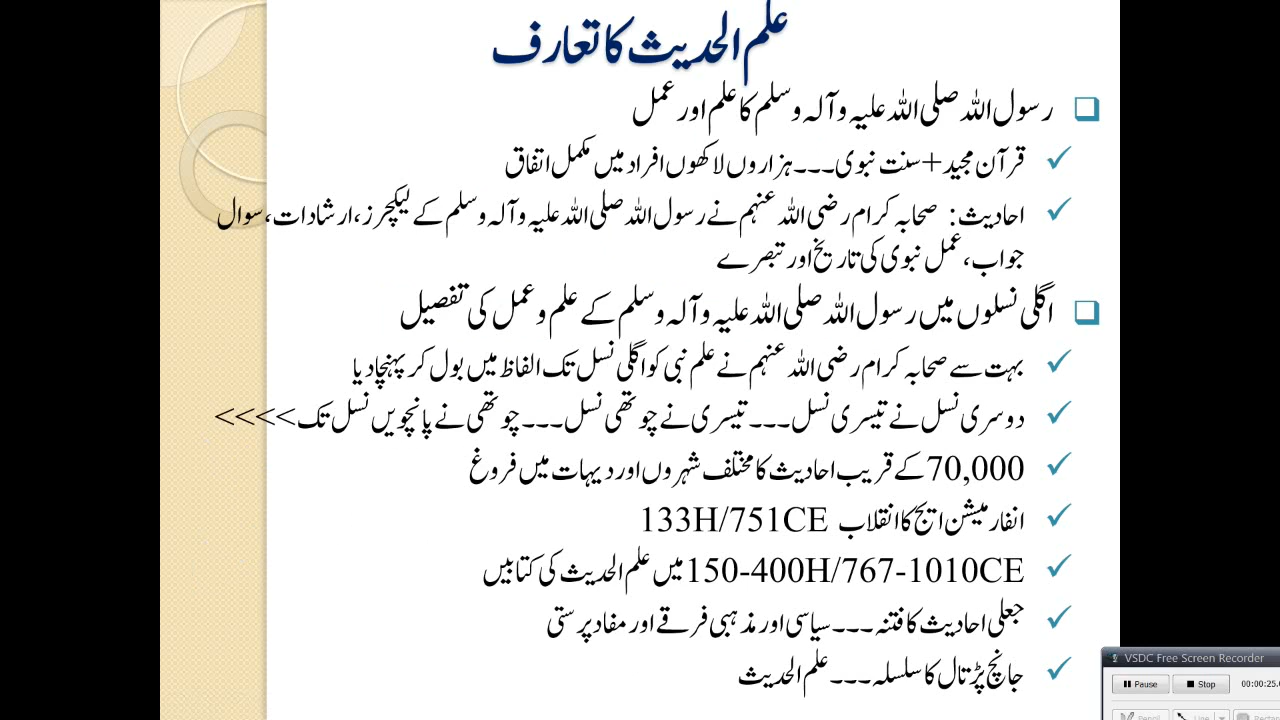 علم الحدیث کا تعارف
رسول اللہ صلی اللہ علیہ وآلہ وسلم کا علم اور عمل
قرآن مجید + سنت نبوی۔۔۔ ہزاروں لاکھوں افراد میں مکمل اتفاق
احادیث: صحابہ کرام رضی اللہ عنہم نے رسول اللہ صلی اللہ علیہ وآلہ وسلم کے لیکچرز، ارشادات، سوال
جواب، عمل نبوی کی تاریخ اور تبصرے
اگلی نسلوں میں رسول اللہ صلی اللہ علیہ وآلہ وسلم کے علم و عمل کی تفصیل
بہت سے صحابہ کرام رضی اللہ عنہم نے علم نبی کو اگلی نسل تک الفاظ میں بول کر پہنچا دیا
دوسری نسل نے تیسری نسل۔۔۔ تیسری نے چوتھی نسل۔۔۔ چوتھی نے پانچویں نسل تک >>>>
70,000 کے قریب احادیث کا مختلف شہروں اور دیہات میں فروغ
انفارمیشن ایج کا انقلاب 133H/751CE
150-400H/767-1010CE میں علم الحدیث کی کتابیں
جعلی احادیث کا فتنہ۔۔۔ سیاسی اور مذہبی فرقے اور مفاد پرستی
جانچ پڑتال کا سلسلہ۔۔۔ علم الحدیث
VSDC Free Screen Recorder
Pause Stop 00:00:25.
Pencil Line